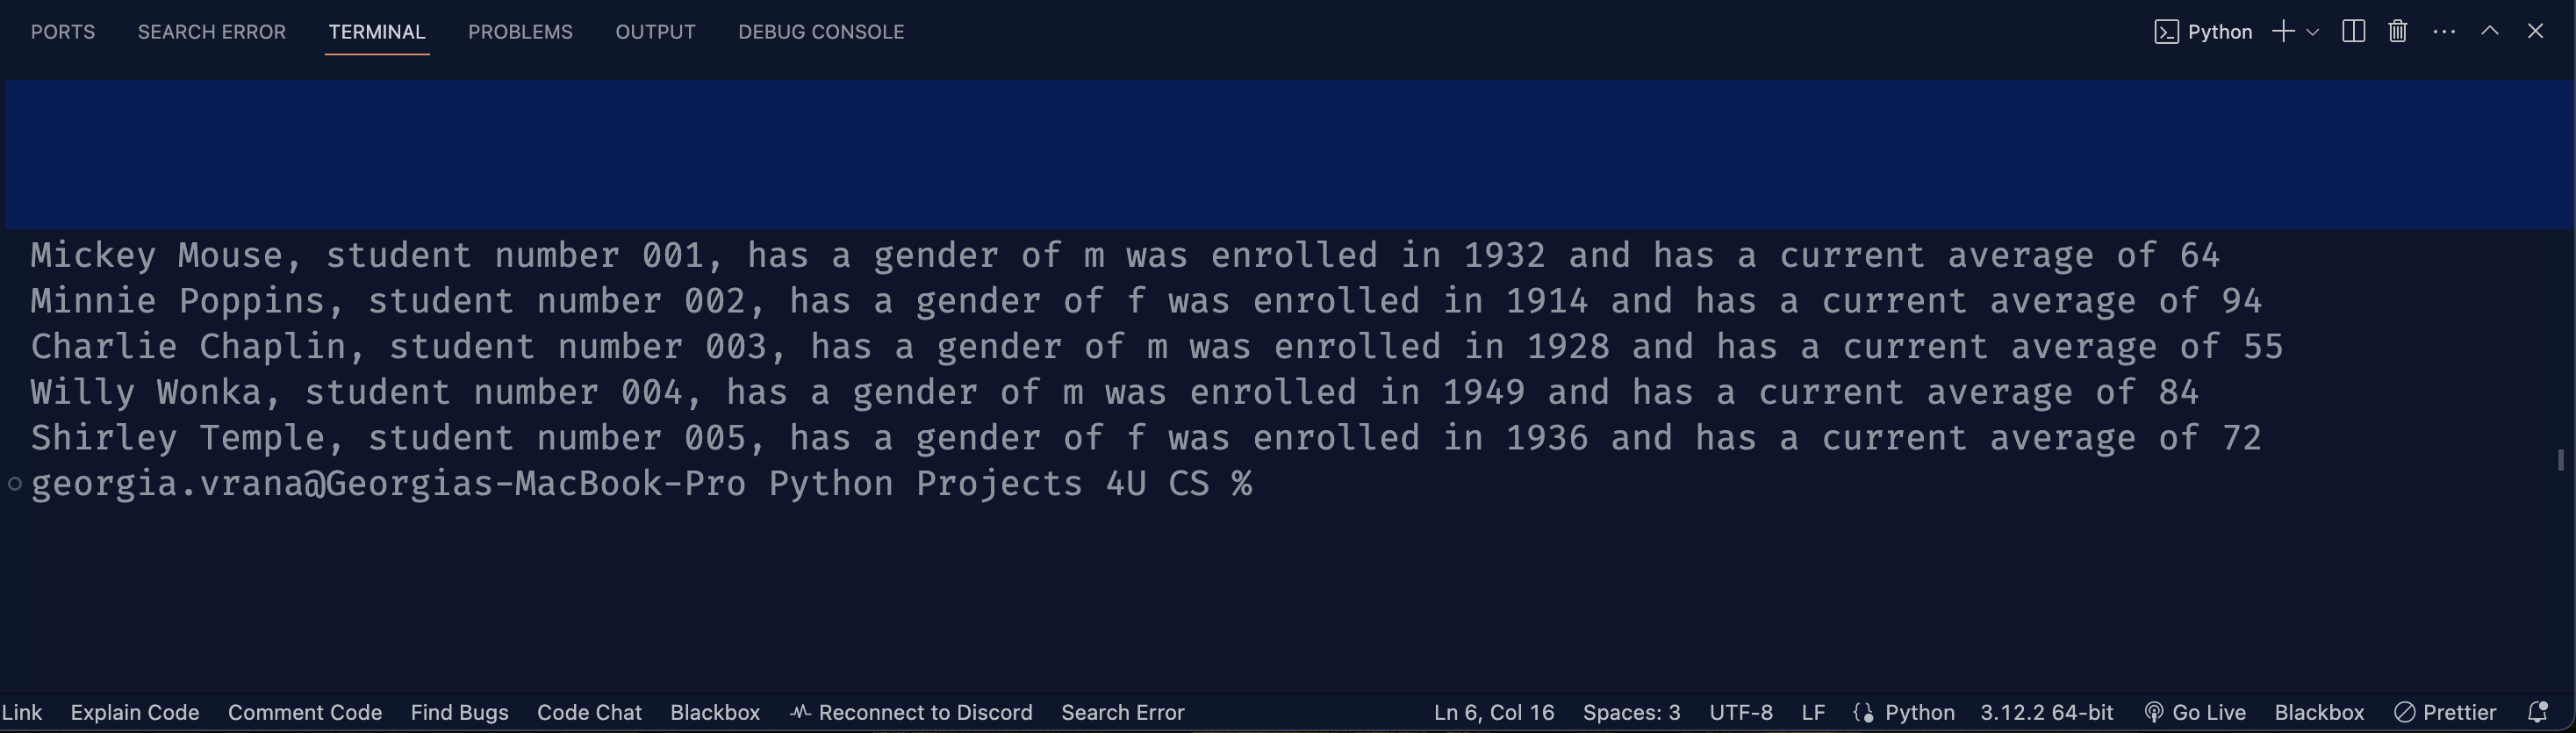 PORTS SEARCH ERROR TERMINAL PROBLEMS OUTPUT DEBUG CONSOLE Python
Mickey Mouse, student number 001, has a gender of m was enrolled in 1932 and has a current average of 64
Minnie Poppins, student number 002, has a gender of f was enrolled in 1914 and has a current average of 94
Charlie Chaplin, student number 003, has a gender of m was enrolled in 1928 and has a current average of 55
Willy Wonka, student number 004, has a gender of m was enrolled in 1949 and has a current average of 84
Shirley Temple, student number 005, has a gender of f was enrolled in 1936 and has a current average of 72
georgia.vrana@Georgias-MacBook-Pro Python Projects 4U CS %
Link Explain Code Comment Code Find Bugs Code Chat Blackbox Reconnect to Discord Search Error Ln 6, Col 16 Spaces: 3 UTF-8 LF Python 3.12.2 64-bit Go Live Blackbox Prettier